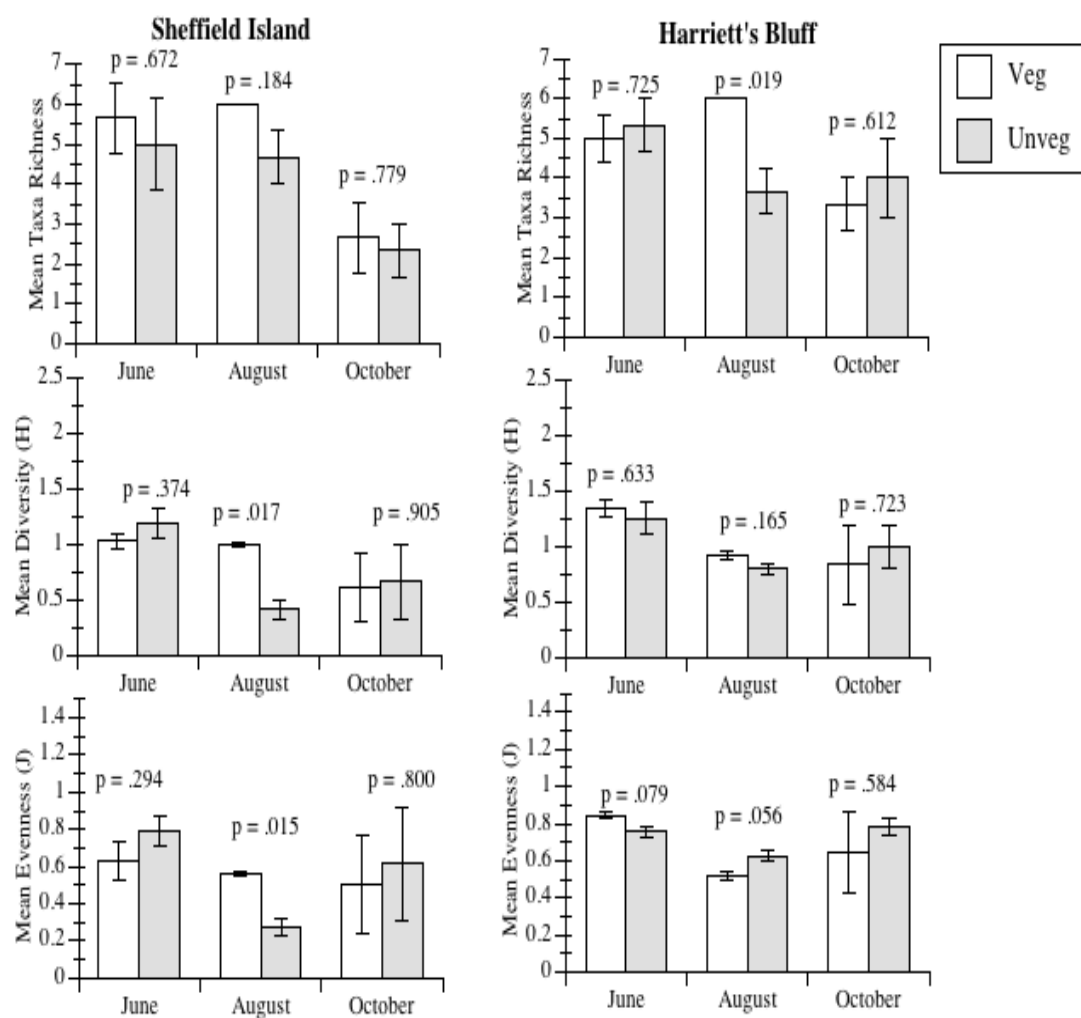 Sheffield Island
Mean Taxa Richness
7
6
5
4
3
2
1
0
p = .672
p = .184
p = .779
June
August
October
Harriett's Bluff
Mean Taxa Richness
7
6
5
4
3
2
1
0
p = .725
p = .019
p = .612
June
August
October
Veg
Unveg
Mean Diversity (H)
2.5
2
1.5
1
0.5
0
p = .374
p = .017
p = .905
June
August
October
Mean Diversity (H)
2.5
2
1.5
1
0.5
0
p = .633
p = .165
p = .723
June
August
October
Mean Evenness (J)
1.4
1.2
1
0.8
0.6
0.4
0.2
0
p = .294
p = .015
p = .800
June
August
October
Mean Evenness (J)
1.4
1.2
1
0.8
0.6
0.4
0.2
0
p = .079
p = .056
p = .584
June
August
October